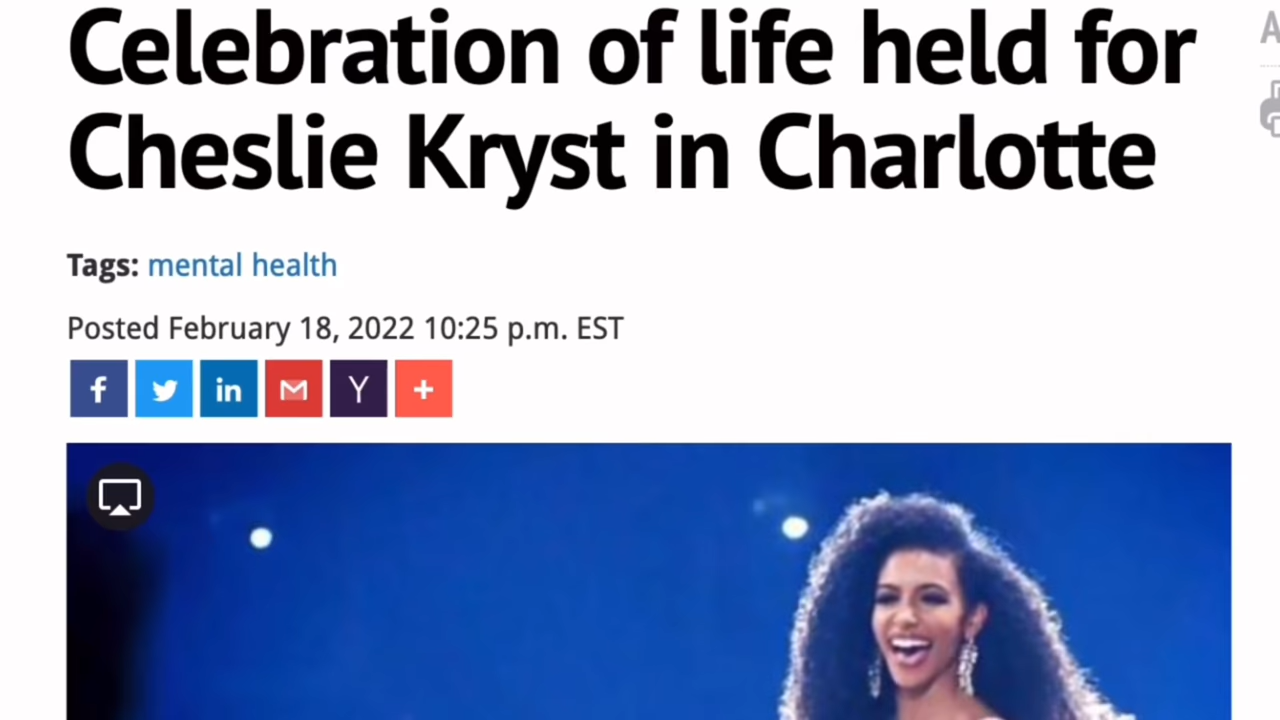 Celebration of life held for
Cheslie Kryst in Charlotte
Tags: mental health
Posted February 18, 2022 10:25 p.m. EST